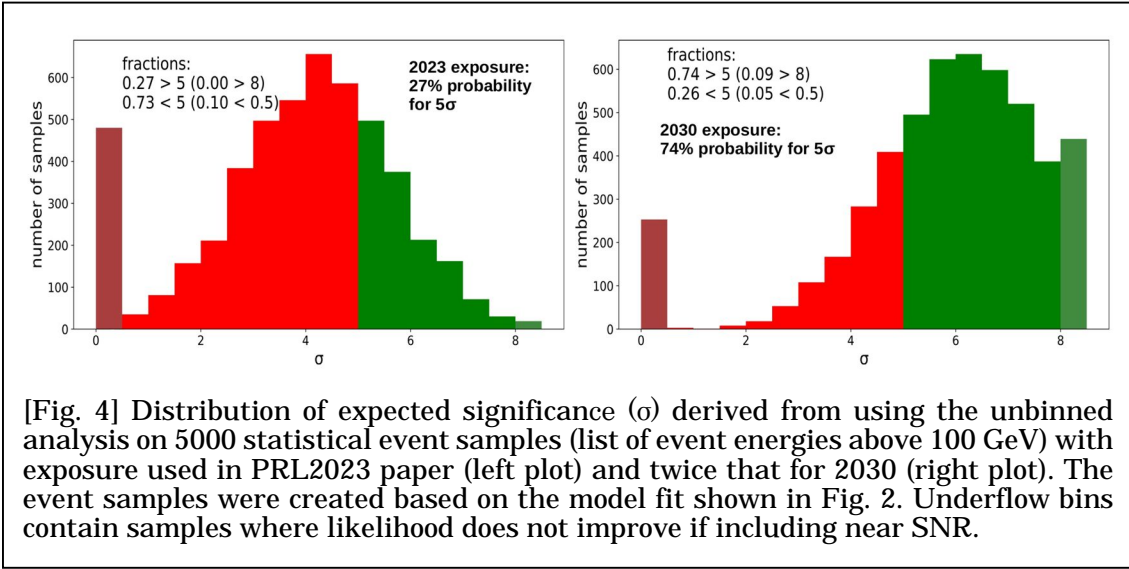 fractions:
0.27 > 5 (0.00 > 8)
0.73 < 5 (0.10 < 0.5)
2023 exposure:
27% probability
for 5σ
number of samples
600
500
400
300
200
100
0
0 2 4 6 8
σ
fractions:
0.74 > 5 (0.09 > 8)
0.26 < 5 (0.05 < 0.5)
2030 exposure:
74% probability for 5σ
number of samples
600
500
400
300
200
100
0
0 2 4 6 8
σ
[Fig. 4] Distribution of expected significance (σ) derived from using the unbinned
analysis on 5000 statistical event samples (list of event energies above 100 GeV) with
exposure used in PRL2023 paper (left plot) and twice that for 2030 (right plot). The
event samples were created based on the model fit shown in Fig. 2. Underflow bins
contain samples where likelihood does not improve if including near SNR.